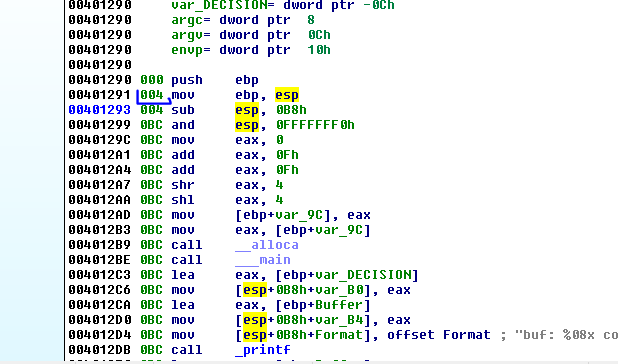 00401290 var_DECISION= dword ptr -0Ch
00401290 argc= dword ptr 8
00401290 argv= dword ptr 0Ch
00401290 envp= dword ptr 10h
00401290
00401290 000 push ebp
00401291 004 mov ebp, esp
00401293 004 sub esp, 0B8h
00401299 0BC and esp, 0FFFFFFF0h
0040129C 0BC mov eax, 0
004012A1 0BC add eax, 0Fh
004012A4 0BC add eax, 0Fh
004012A7 0BC shr eax, 4
004012AA 0BC shl eax, 4
004012AD 0BC mov [ebp+var_9C], eax
004012B3 0BC mov eax, [ebp+var_9C]
004012B9 0BC call __alloca
004012BE 0BC call ___main
004012C3 0BC lea eax, [ebp+var_DECISION]
004012C6 0BC mov [esp+0B8h+var_B0], eax
004012CA 0BC lea eax, [ebp+Buffer]
004012D0 0BC mov [esp+0B8h+var_B4], eax
004012D4 0BC mov [esp+0B8h+Format], offset Format ; "buf: %08x co
004012DB 0BC call _printf